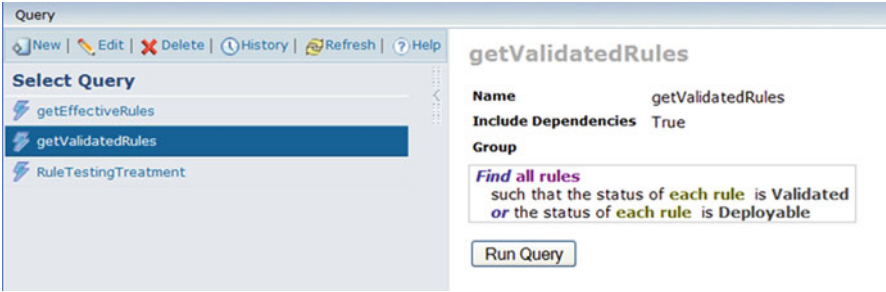 Query
New | Edit | Delete | History | Refresh | Help
Select Query
getEffectiveRules
getValidatedRules
RuleTestingTreatment
getValidatedRules
Name getValidatedRules
Include Dependencies True
Group
Find all rules
such that the status of each rule is Validated
or the status of each rule is Deployable
Run Query